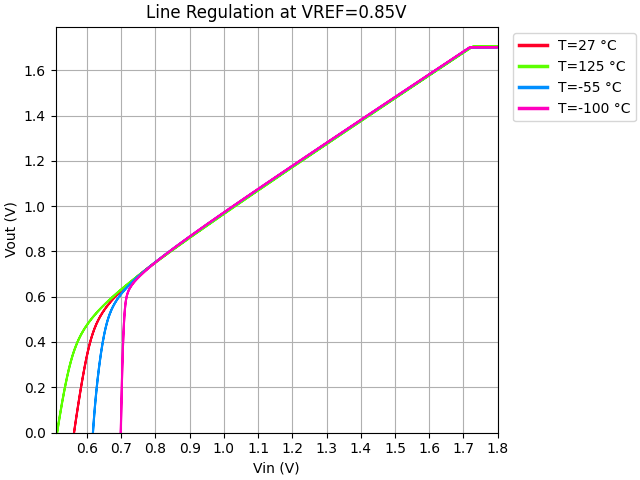 Line Regulation at VREF=0.85V
T=27 °C
T=125 °C
T=-55 °C
T=-100 °C
Vout (V)
1.6
1.4
1.2
1.0
0.8
0.6
0.4
0.2
0.0
0.6 0.7 0.8 0.9 1.0 1.1 1.2 1.3 1.4 1.5 1.6 1.7 1.8
Vin (V)